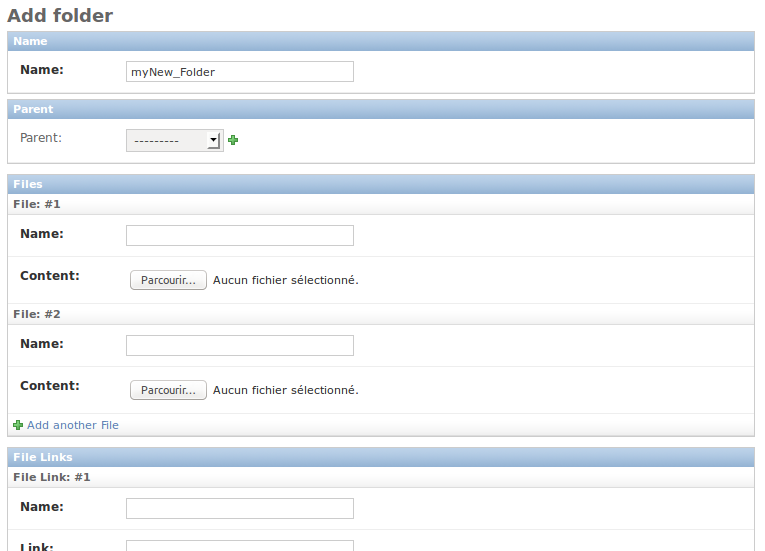 Add folder
Name
Name: myNew_Folder
Parent
Parent: ---------
Files
File: #1
Name:
Content: Parcourir... Aucun fichier sélectionné.
File: #2
Name:
Content: Parcourir... Aucun fichier sélectionné.
Add another File
File Links
File Link: #1
Name:
Link: